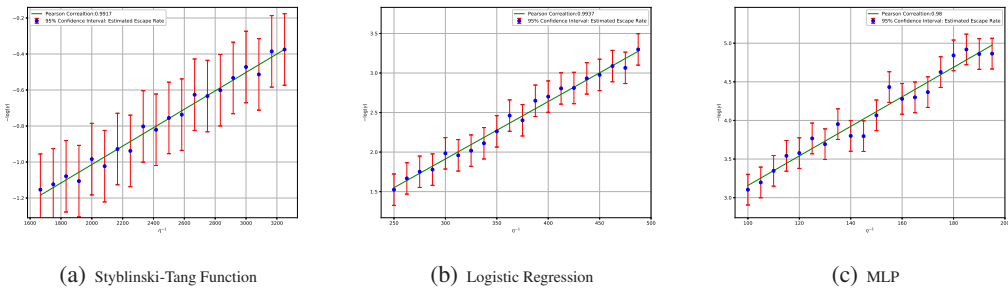 Pearson Correaltion:0.9917
95% Confidence Interval: Estimated Escape Rate
−0.2
−0.4
−0.6
−0.8
−1.0
−1.2
−log(γ)
1600 1800 2000 2200 2400 2600 2800 3000 3200
η⁻¹
(a) Styblinski-Tang Function
Pearson Correaltion:0.9937
95% Confidence Interval: Estimated Escape Rate
3.5
3.0
2.5
2.0
1.5
−log(γ)
250 300 350 400 450 500
η⁻¹
(b) Logistic Regression
Pearson Correaltion:0.98
95% Confidence Interval: Estimated Escape Rate
5.0
4.5
4.0
3.5
3.0
−log(γ)
100 120 140 160 180 200
η⁻¹
(c) MLP